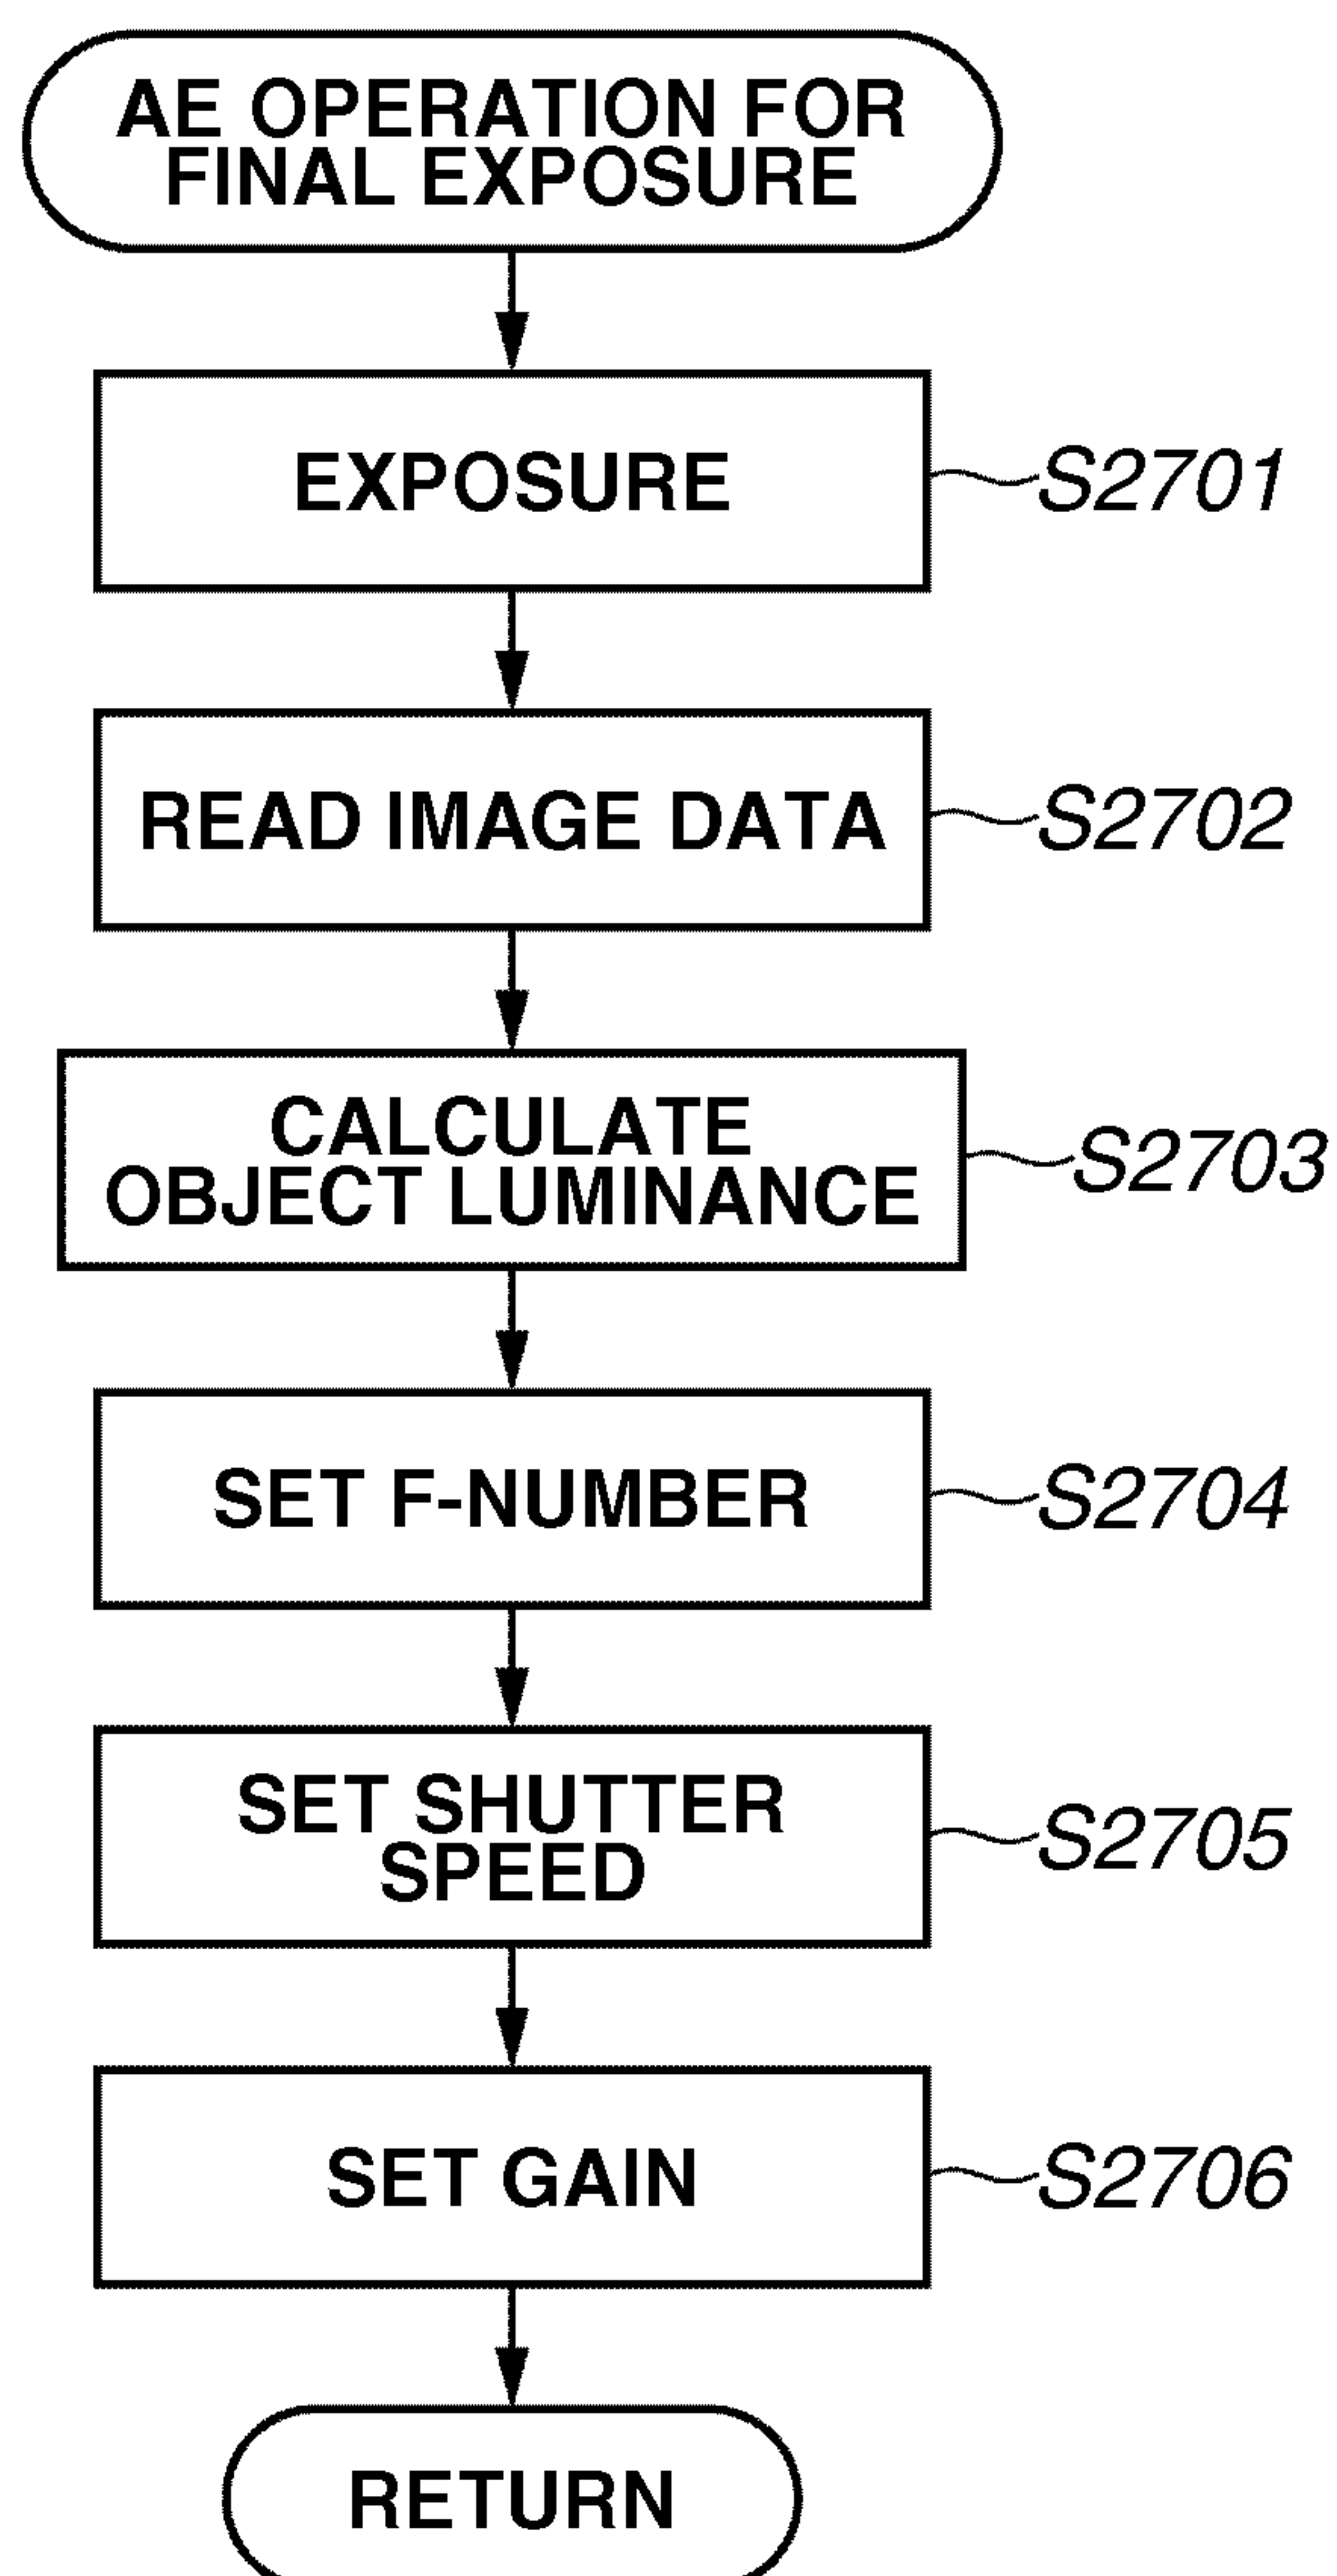 AE OPERATION FOR
FINAL EXPOSURE
EXPOSURE
S2701
READ IMAGE DATA
S2702
CALCULATE
OBJECT LUMINANCE
S2703
SET F-NUMBER
S2704
SET SHUTTER
SPEED
S2705
SET GAIN
S2706
RETURN